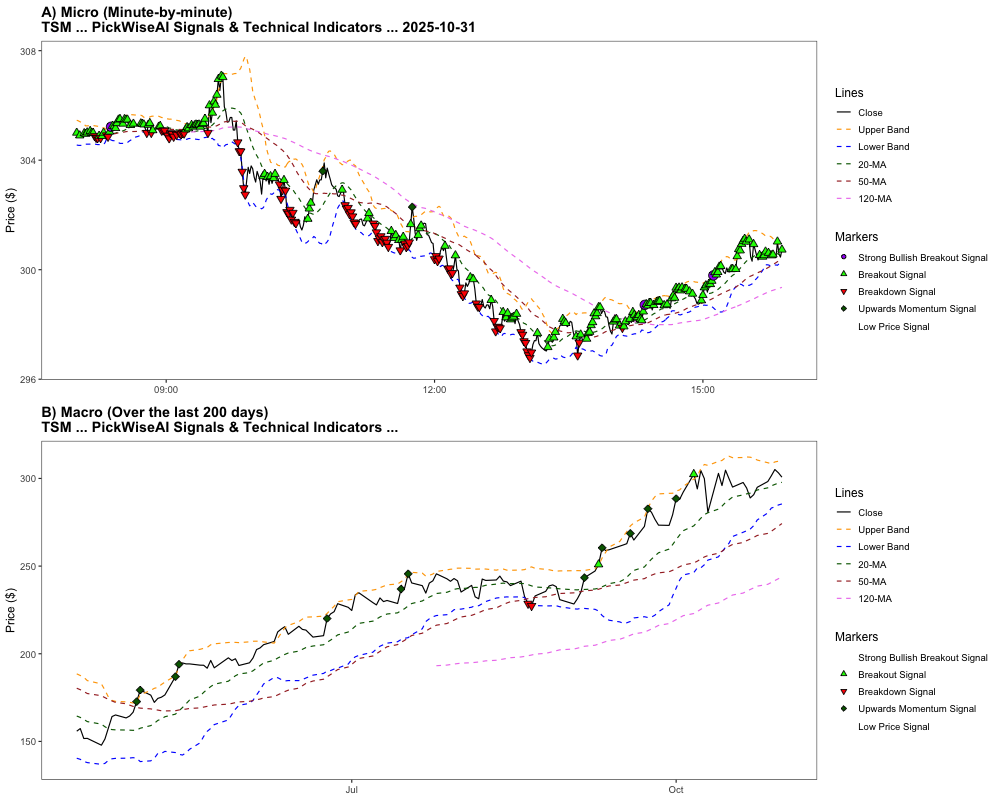 A) Micro (Minute-by-minute)
TSM ... PickWiseAI Signals & Technical Indicators ... 2025-10-31
308
304
300
296
Price ($)
09:00
12:00
15:00
Lines
Close
Upper Band
Lower Band
20-MA
50-MA
120-MA
Markers
Strong Bullish Breakout Signal
Breakout Signal
Breakdown Signal
Upwards Momentum Signal
Low Price Signal
B) Macro (Over the last 200 days)
TSM ... PickWiseAI Signals & Technical Indicators ...
300
250
200
150
Price ($)
Jul
Oct
Lines
Close
Upper Band
Lower Band
20-MA
50-MA
120-MA
Markers
Strong Bullish Breakout Signal
Breakout Signal
Breakdown Signal
Upwards Momentum Signal
Low Price Signal